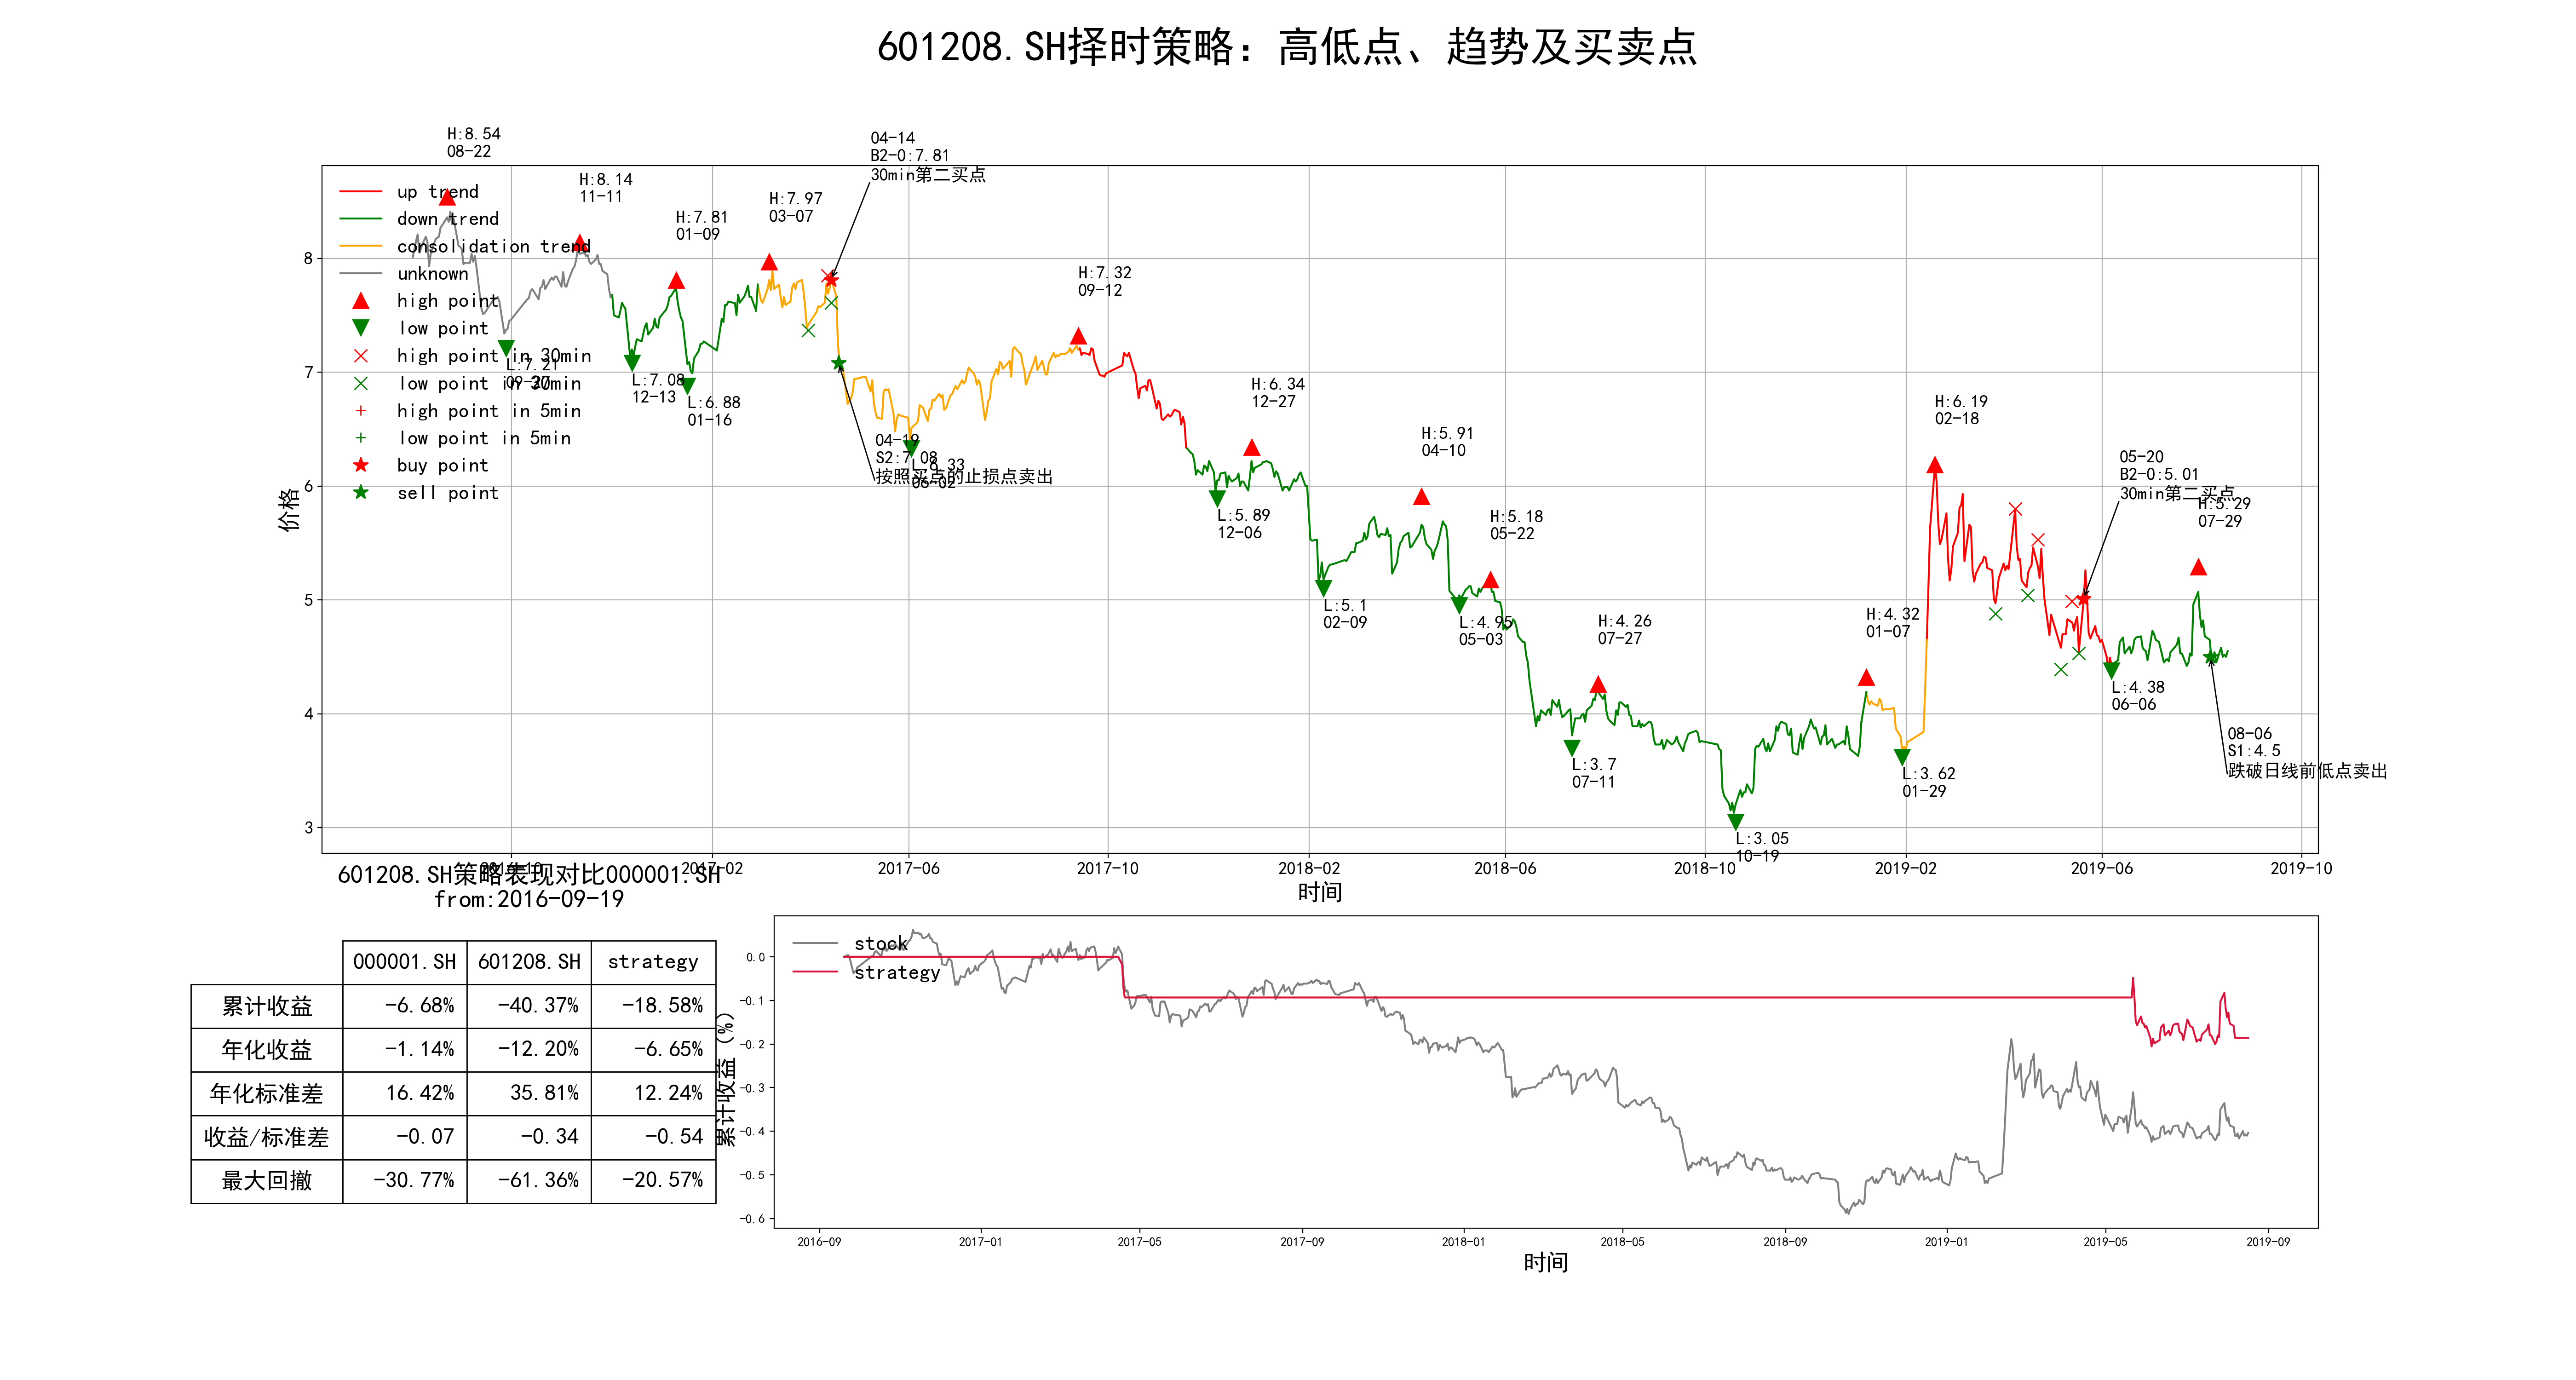 601208.SH择时策略：高低点、趋势及买卖点
H:8.54
08-22
H:8.14
11-11
H:7.81
01-09
H:7.97
03-07
04-14
B2-0:7.81
30min第二买点
H:7.32
09-12
H:6.34
12-27
H:5.91
04-10
H:5.18
05-22
H:4.26
07-27
H:4.32
01-07
H:6.19
02-18
05-20
B2-0:5.01
30min第二买点
H:5.29
07-29
up trend
down trend
consolidation trend
unknown
high point
low point
high point in 30min
low point in 30min
high point in 5min
low point in 5min
buy point
sell point
L:7.21
L:7.08
12-13
L:6.88
01-16
04-19
S2:7.08
按照买点的止损点卖出
L:6.33
06-02
L:5.89
12-06
L:5.1
02-09
L:4.95
05-03
L:3.7
07-11
L:3.05
10-19
L:3.62
01-29
L:4.38
06-06
08-06
S1:4.5
跌破日线前低点卖出
价格
8
7
6
5
4
3
2016-10
2017-02
2017-06
2017-10
2018-02
2018-06
2018-10
2019-02
2019-06
2019-10
时间
601208.SH策略表现对比000001.SH
from:2016-09-19
000001.SH 601208.SH strategy
累计收益 -6.68% -40.37% -18.58%
年化收益 -1.14% -12.20% -6.65%
年化标准差 16.42% 35.81% 12.24%
收益/标准差 -0.07 -0.34 -0.54
最大回撤 -30.77% -61.36% -20.57%
累计收益（%）
stock
strategy
0.0
-0.1
-0.2
-0.3
-0.4
-0.5
-0.6
2016-09
2017-01
2017-05
2017-09
2018-01
2018-05
2018-09
2019-01
2019-05
2019-09
时间